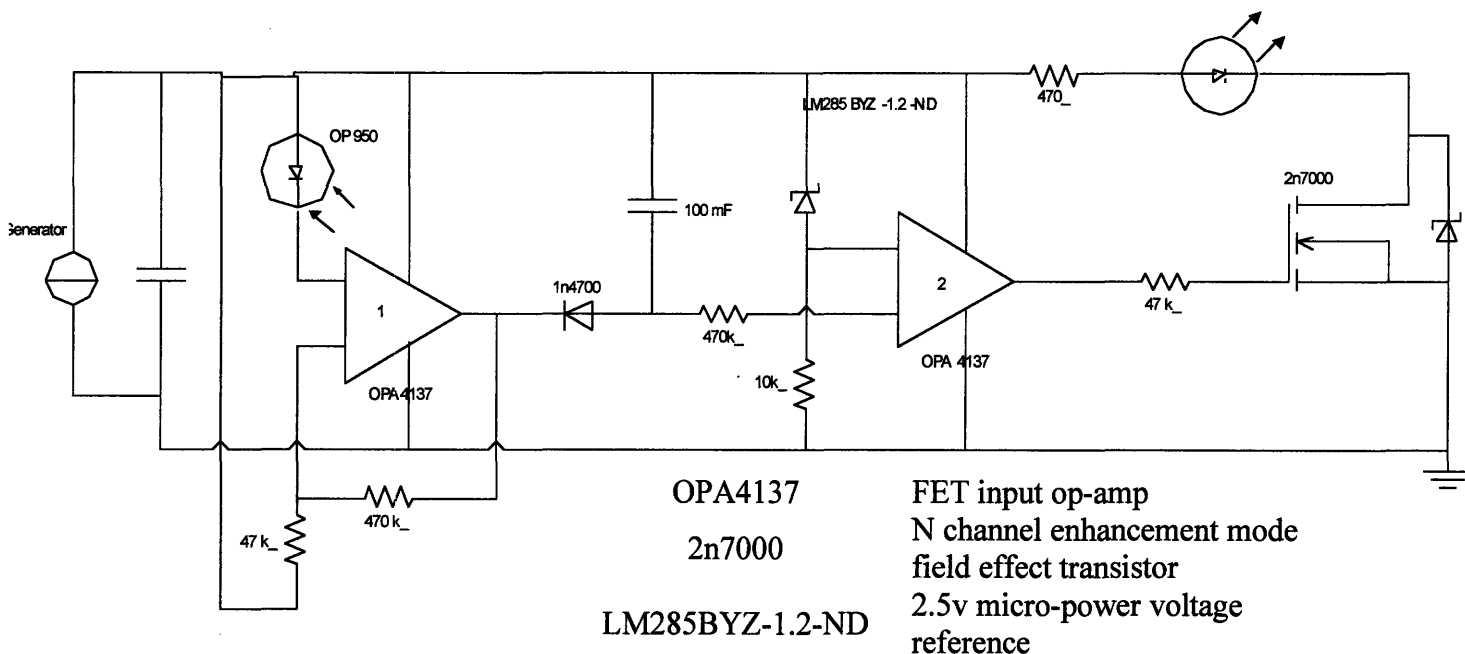 470_
LM285 BYZ -1.2 -ND
OP 950
2n7000
100 mF
Generator
1n4700
1
2
470k_
47 k_
OPA 4137
10k_
OPA 4137
470 k_
47 k_
OPA4137 FET input op-amp
2n7000 N channel enhancement mode
field effect transistor
LM285BYZ-1.2-ND 2.5v micro-power voltage
reference